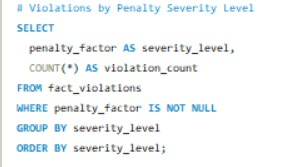 # Violations by Penalty Severity Level
SELECT
penalty_factor AS severity_level,
COUNT(*) AS violation_count
FROM fact_violations
WHERE penalty_factor IS NOT NULL
GROUP BY severity_level
ORDER BY severity_level;